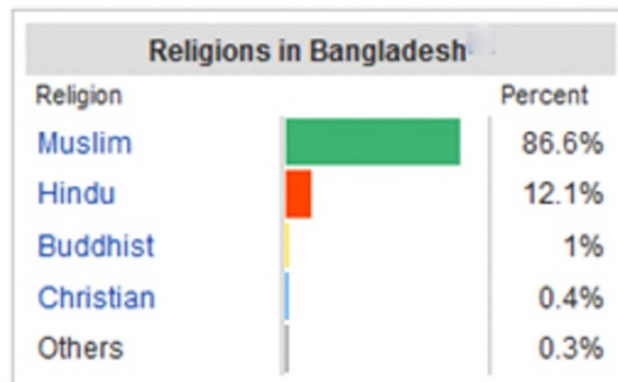 Religions in Bangladesh
Religion Percent
Muslim 86.6%
Hindu 12.1%
Buddhist 1%
Christian 0.4%
Others 0.3%